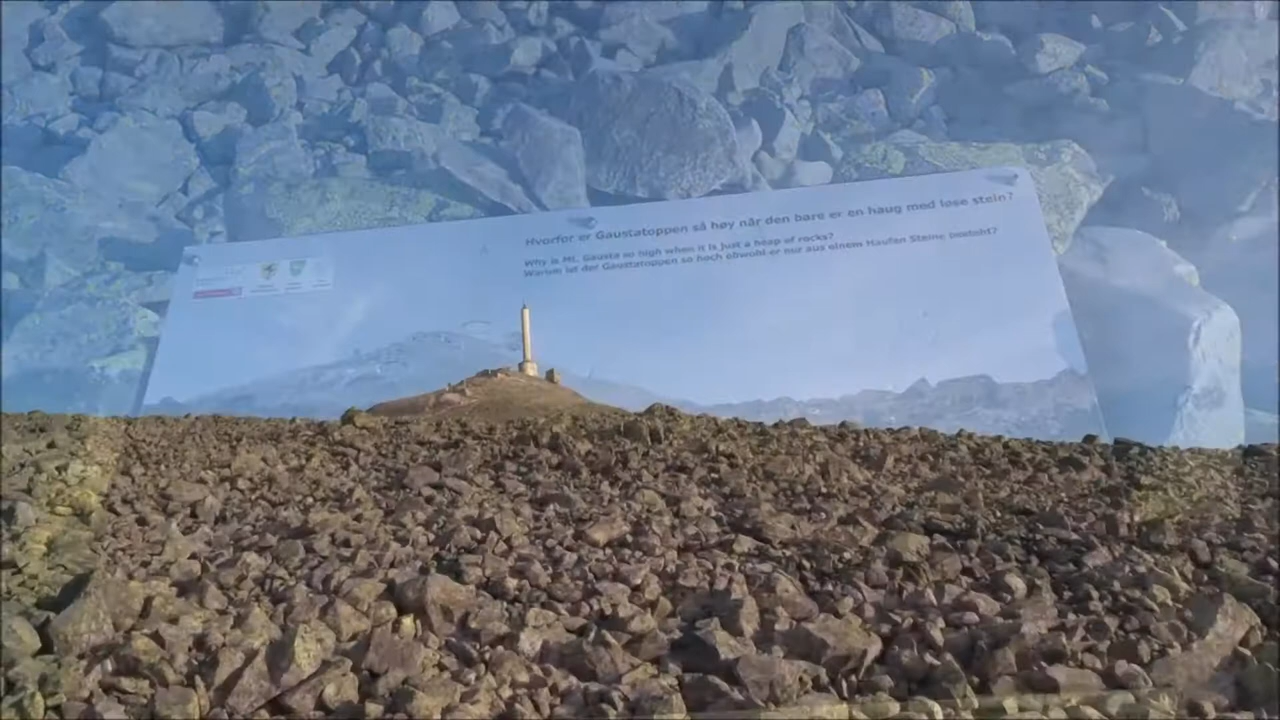 Hvorfor er Gaustatoppen så høy når den bare er en haug med løse stein?
Why is Mt. Gausta so high when it is just a heap of rocks?
Warum ist der Gaustatoppen so hoch obwohl er nur aus einem Haufen Steine besteht?